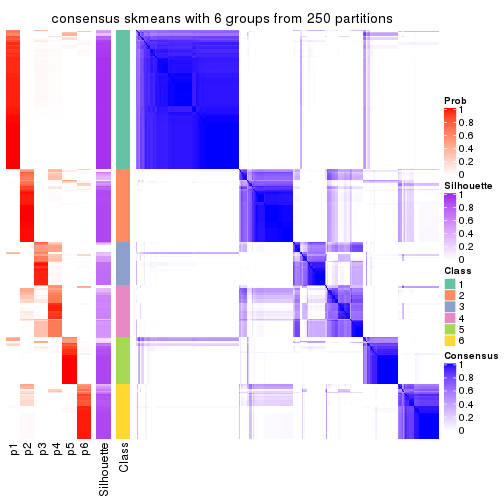 consensus skmeans with 6 groups from 250 partitions
Prob
1
0.8
0.6
0.4
0.2
0
Silhouette
1
0.8
0.6
0.4
0.2
0
Class
1
2
3
4
5
6
Consensus
1
0.8
0.6
0.4
0.2
0
p1
p2
p3
p4
p5
p6
Silhouette
Class